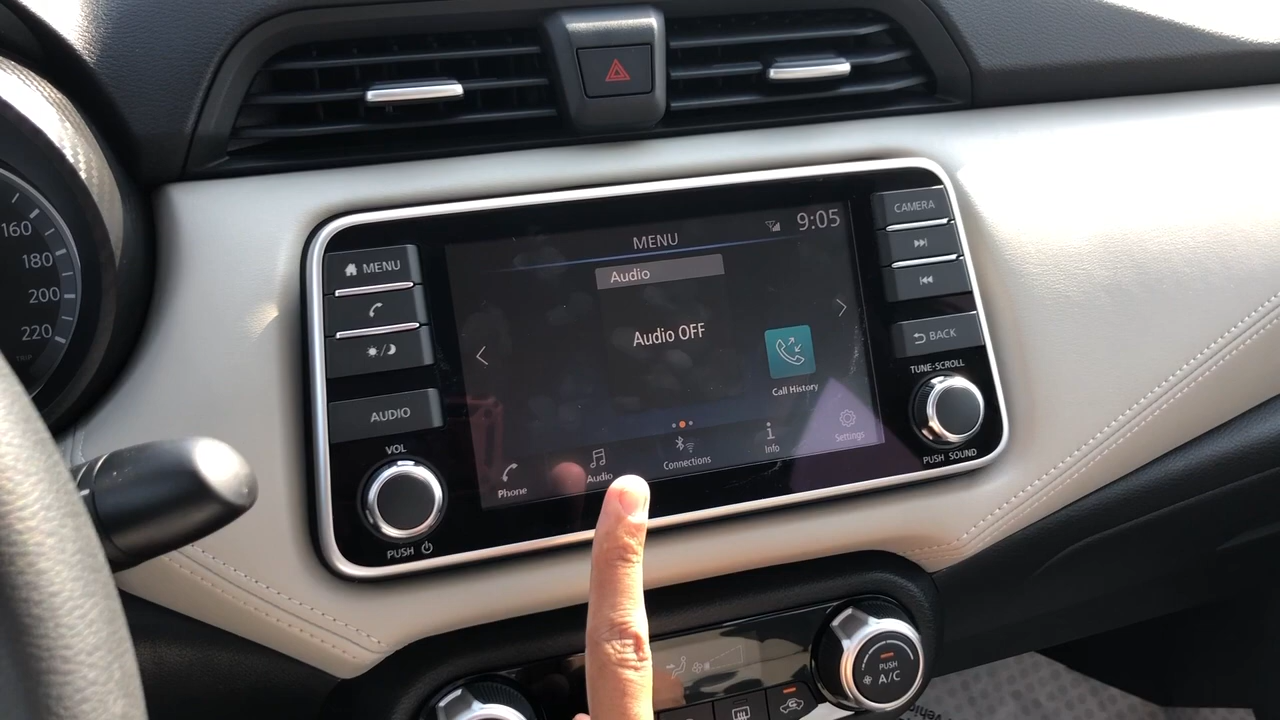 160
180
200
220
TRIP
MENU
AUDIO
VOL
PUSH
MENU
9:05
Audio
Audio OFF
Call History
Phone
Audio
Connections
i
Info
Settings
CAMERA
BACK
TUNE·SCROLL
PUSH SOUND
PUSH
A/C